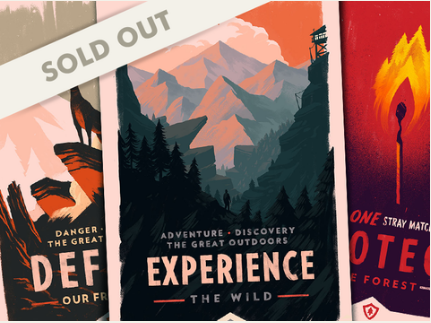 SOLD OUT
DANGER ·
THE GREAT
DEF
OUR FR
ADVENTURE · DISCOVERY
THE GREAT OUTDOORS
EXPERIENCE
THE WILD
ONE STRAY MATC
OTEC
E FOREST